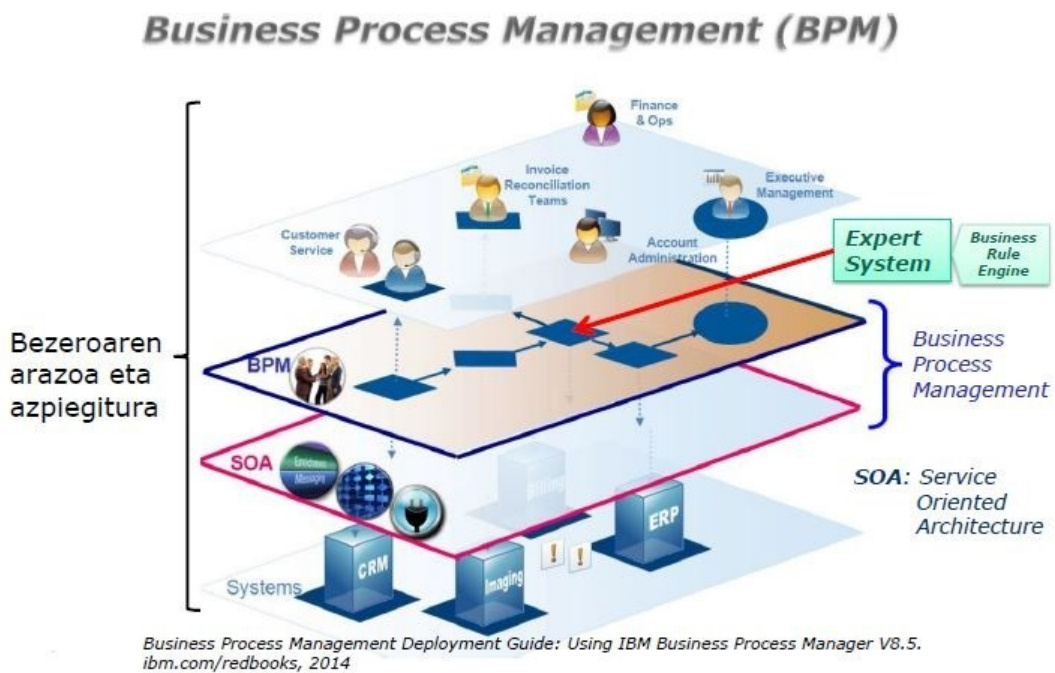 Business Process Management (BPM)
Finance
& Ops
Invoice
Reconciliation
Teams
Executive
Management
Customer
Service
Account
Administration
Expert
System
Business
Rule
Engine
Bezeroaren
arazoa eta
azpiegitura
BPM
Business
Process
Management
SOA
Messaging
SOA: Service
Oriented
Architecture
Billing
ERP
CRM
Imaging
Systems
Business Process Management Deployment Guide: Using IBM Business Process Manager V8.5.
ibm.com/redbooks, 2014